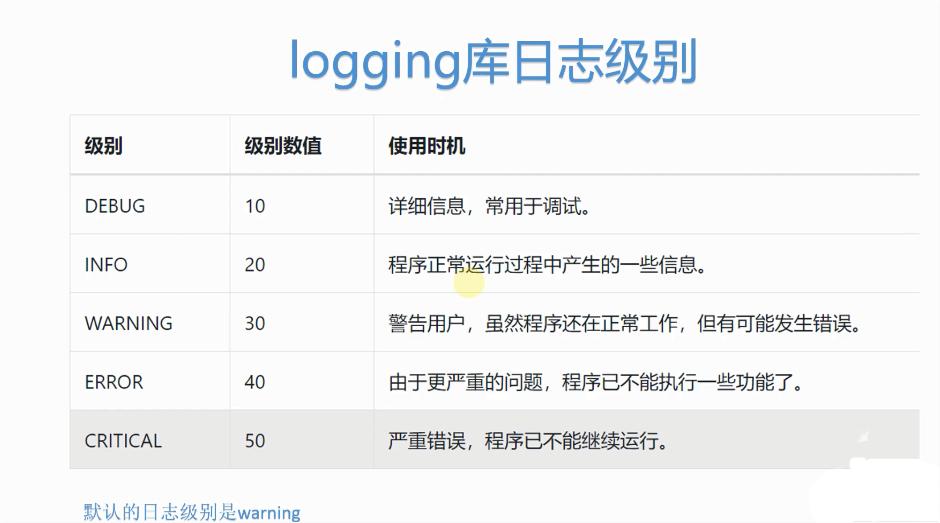 logging库日志级别
级别 级别数值 使用时机
DEBUG 10 详细信息，常用于调试。
INFO 20 程序正常运行过程中产生的一些信息。
WARNING 30 警告用户，虽然程序还在正常工作，但有可能发生错误。
ERROR 40 由于更严重的问题，程序已不能执行一些功能了。
CRITICAL 50 严重错误，程序已不能继续运行。
默认的日志级别是warning